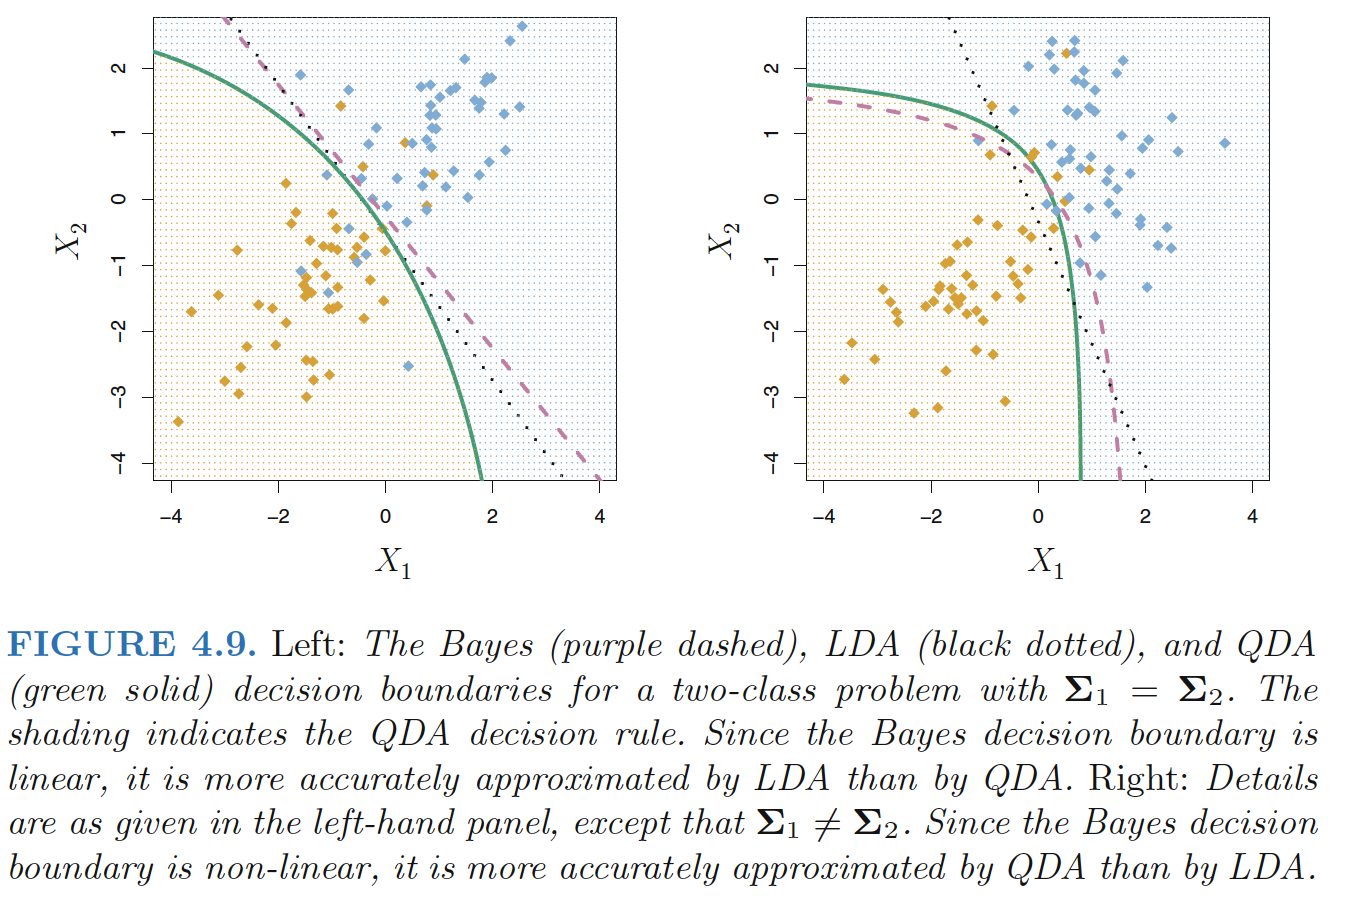 2
1
0
−1
−2
−3
−4
X2
−4
−2
0
2
4
X1
2
1
0
−1
−2
−3
−4
X2
−4
−2
0
2
4
X1
FIGURE 4.9. Left: The Bayes (purple dashed), LDA (black dotted), and QDA
(green solid) decision boundaries for a two-class problem with Σ1 = Σ2. The
shading indicates the QDA decision rule. Since the Bayes decision boundary is
linear, it is more accurately approximated by LDA than by QDA. Right: Details
are as given in the left-hand panel, except that Σ1 ≠ Σ2. Since the Bayes decision
boundary is non-linear, it is more accurately approximated by QDA than by LDA.